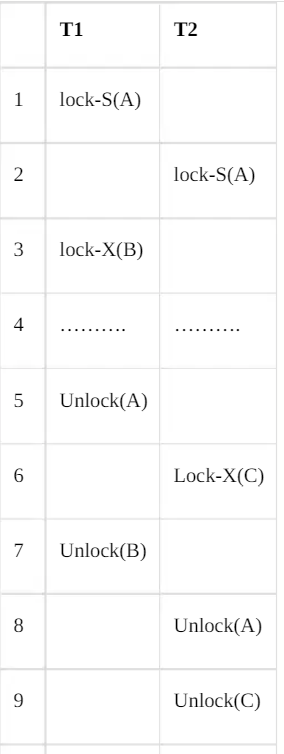 T1 T2
1 lock-S(A)
2 lock-S(A)
3 lock-X(B)
4 ………. ……….
5 Unlock(A)
6 Lock-X(C)
7 Unlock(B)
8 Unlock(A)
9 Unlock(C)